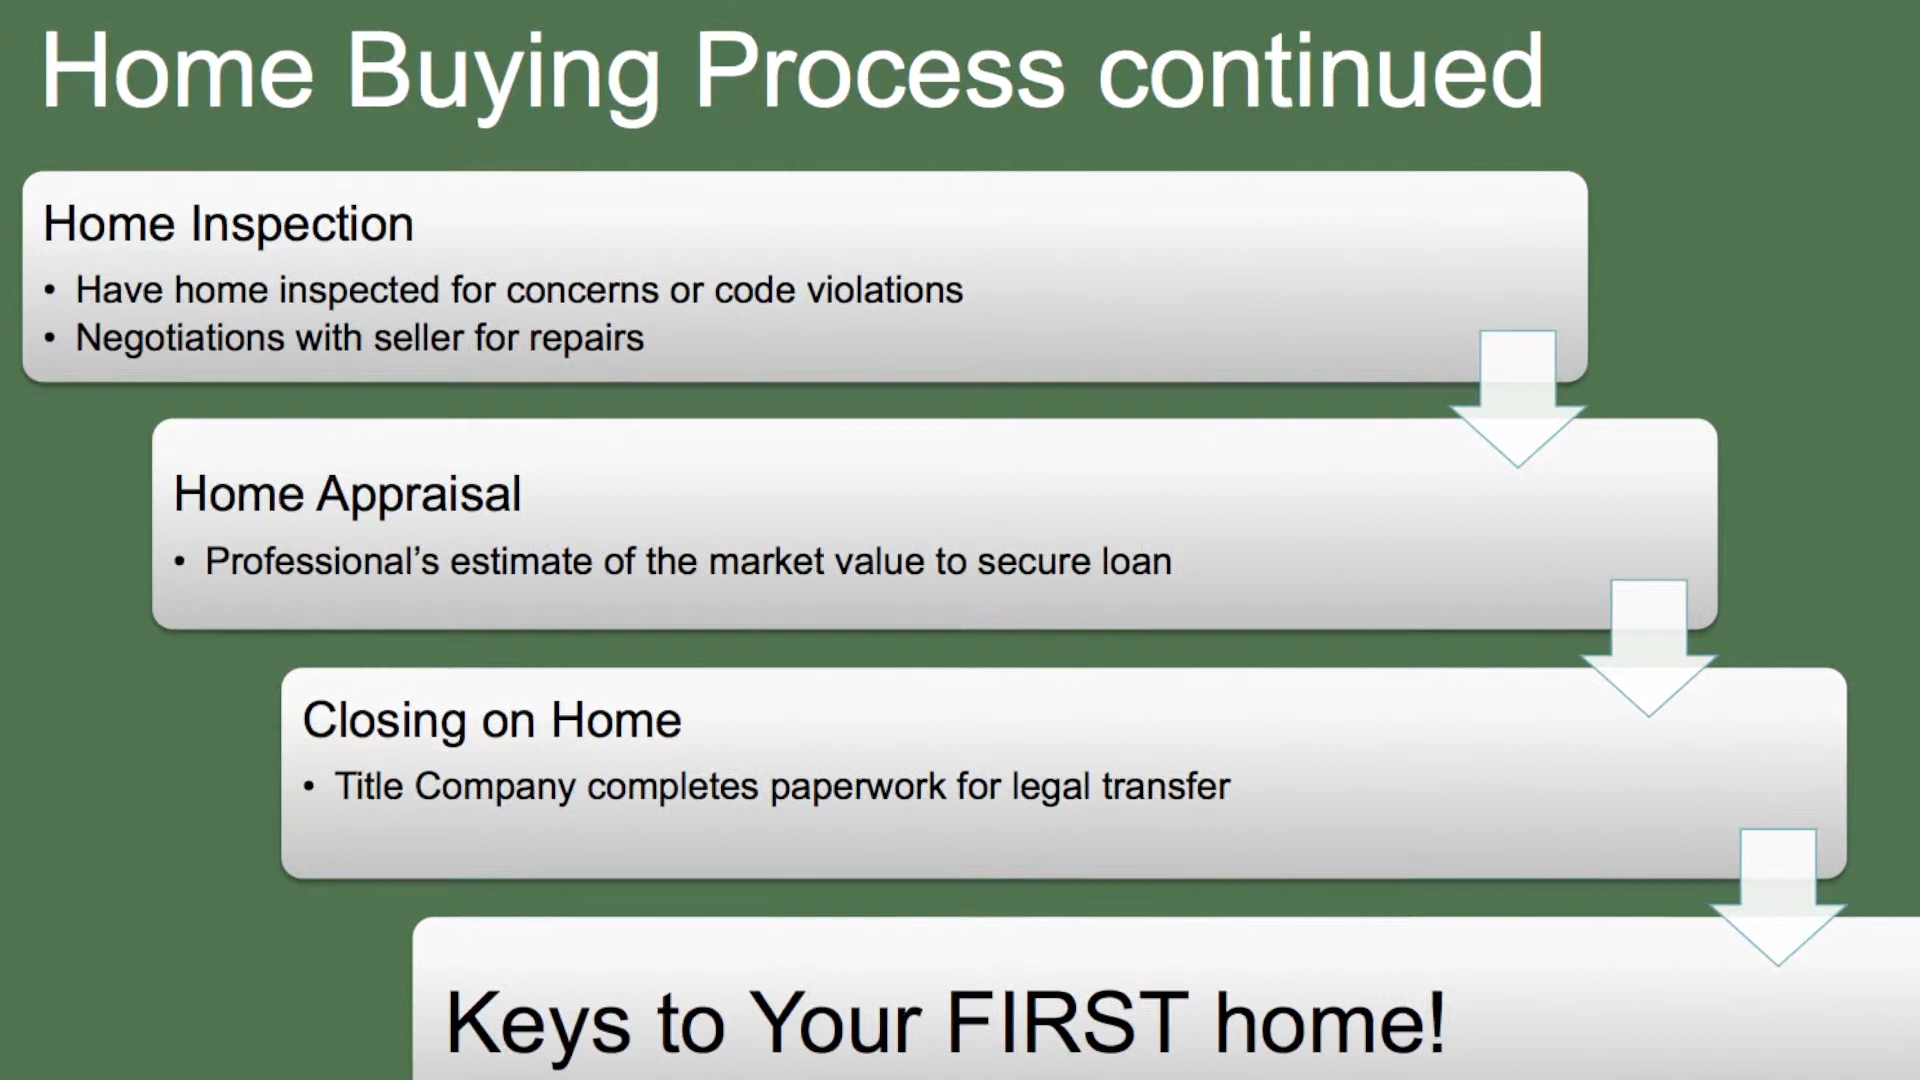 Home Buying Process continued
Home Inspection
• Have home inspected for concerns or code violations
• Negotiations with seller for repairs
Home Appraisal
• Professional’s estimate of the market value to secure loan
Closing on Home
• Title Company completes paperwork for legal transfer
Keys to Your FIRST home!